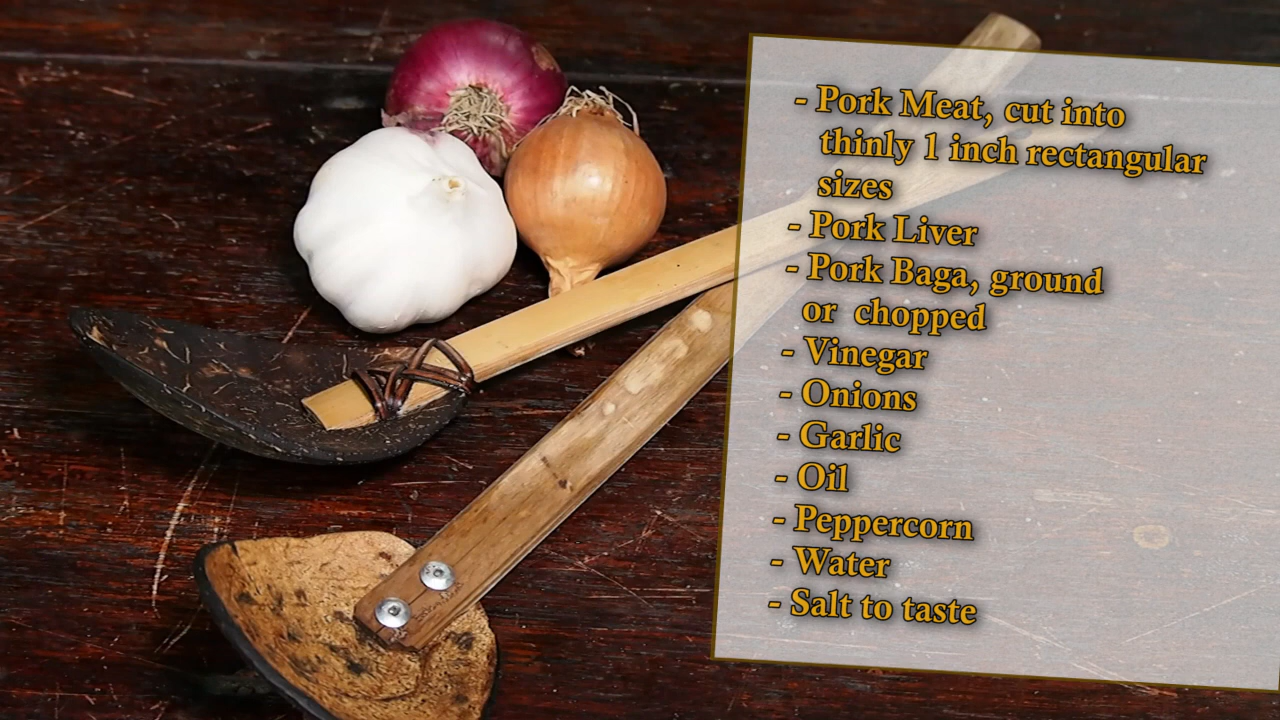 - Pork Meat, cut into
thinly 1 inch rectangular
sizes
- Pork Liver
- Pork Baga, ground
or chopped
- Vinegar
- Onions
- Garlic
- Oil
- Peppercorn
- Water
- Salt to taste